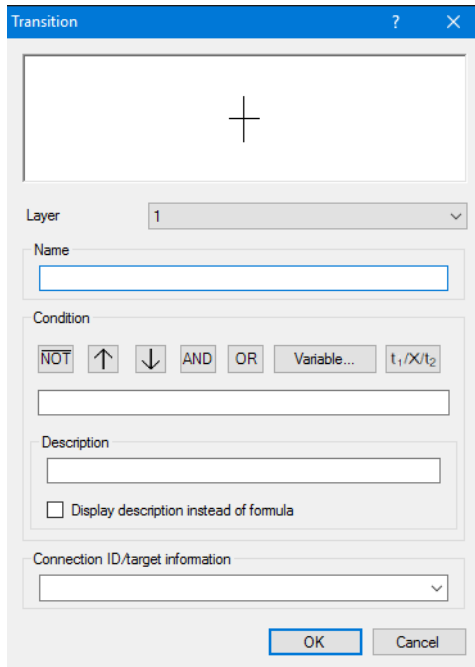 Transition ? ×
Layer 1
Name
Condition
NOT ↑ ↓ AND OR Variable... t₁/X/t₂
Description
Display description instead of formula
Connection ID/target information
OK Cancel